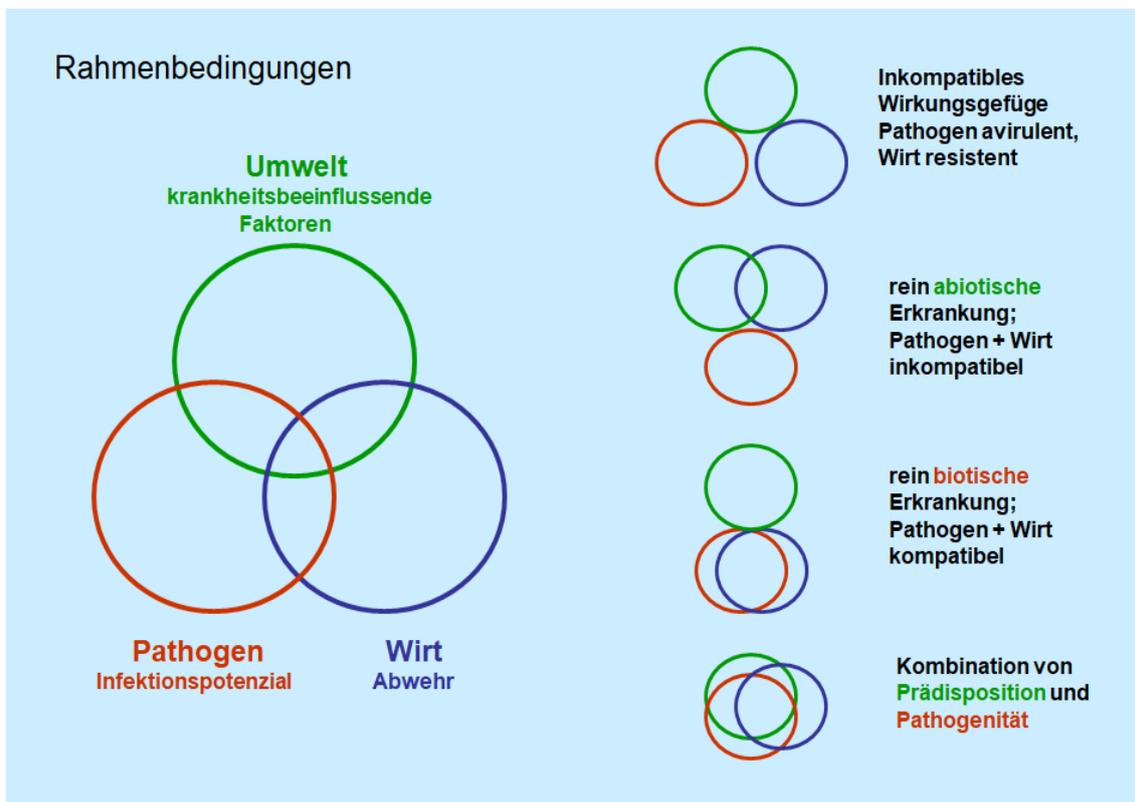 Rahmenbedingungen
Umwelt
krankheitsbeeinflussende
Faktoren
Pathogen
Infektionspotenzial
Wirt
Abwehr
Inkompatibles
Wirkungsgefüge
Pathogen avirulent,
Wirt resistent
rein abiotische
Erkrankung;
Pathogen + Wirt
inkompatibel
rein biotische
Erkrankung;
Pathogen + Wirt
kompatibel
Kombination von
Prädisposition und
Pathogenität